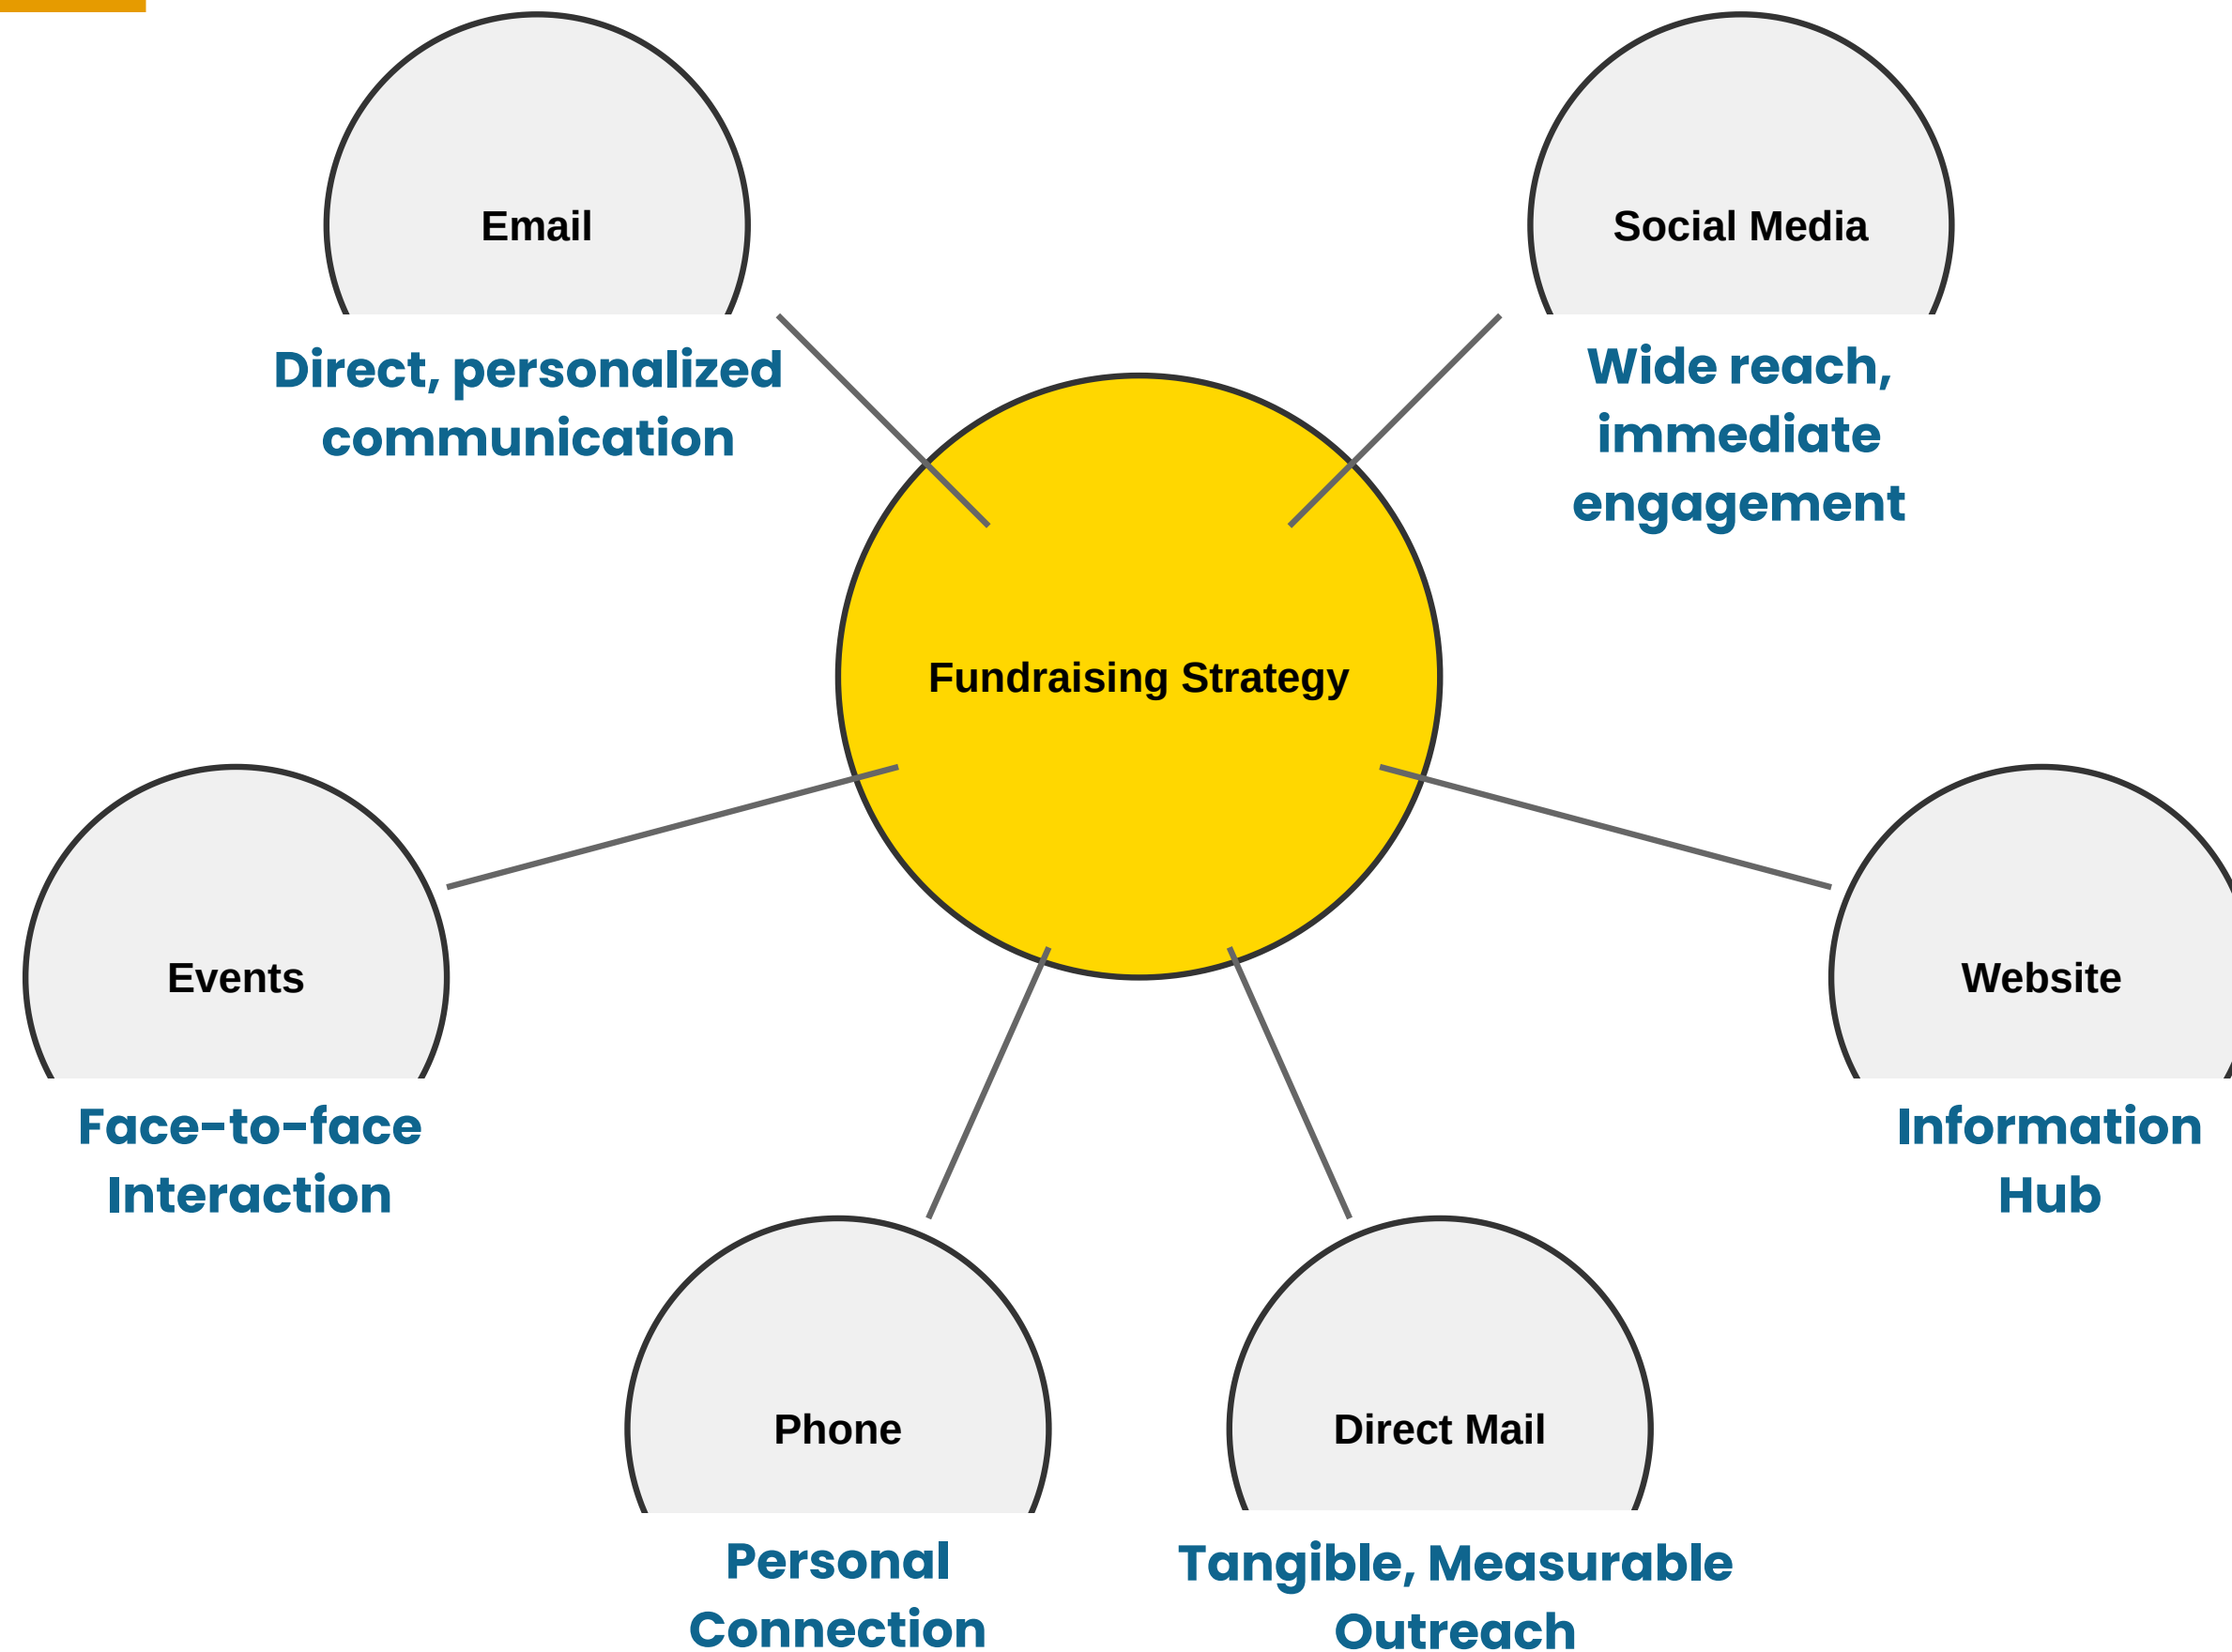 Email
Direct, personalized
communication
Social Media
Wide reach,
immediate
engagement
Fundraising Strategy
Events
Face-to-face
Interaction
Website
Information
Hub
Phone
Personal
Connection
Direct Mail
Tangible, Measurable
Outreach